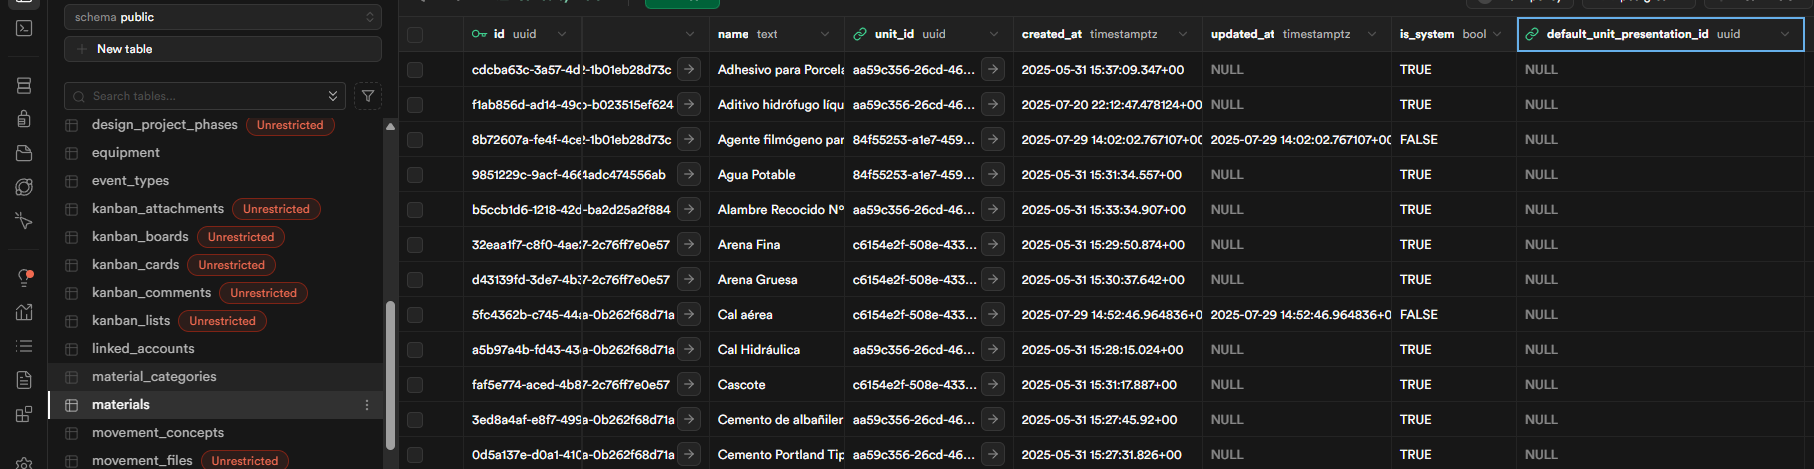 schema public
New table
Search tables...
design_project_phases Unrestricted
equipment
event_types
kanban_attachments Unrestricted
kanban_boards Unrestricted
kanban_cards Unrestricted
kanban_comments Unrestricted
kanban_lists Unrestricted
linked_accounts
material_categories
materials
movement_concepts
movement_files Unrestricted
id uuid name text unit_id uuid created_at timestamptz updated_at timestamptz is_system bool default_unit_presentation_id uuid
cdcba63c-3a57-4d 2-1b01eb28d73c Adhesivo para Porcela aa59c356-26cd-46... 2025-05-31 15:37:09.347+00 NULL TRUE NULL
f1ab856d-ad14-49c b-b023515ef624 Aditivo hidrófugo líqu aa59c356-26cd-46... 2025-07-20 22:12:47.478124+00 NULL TRUE NULL
8b72607a-fe4f-4ce 2-1b01eb28d73c Agente filmógeno par 84f55253-a1e7-459... 2025-07-29 14:02:02.767107+00 2025-07-29 14:02:02.767107+00 FALSE NULL
9851229c-9acf-466 4adc474556ab Agua Potable 84f55253-a1e7-459... 2025-05-31 15:31:34.557+00 NULL TRUE NULL
b5ccb1d6-1218-42d -ba2d25a2f884 Alambre Recocido N° aa59c356-26cd-46... 2025-05-31 15:33:34.907+00 NULL TRUE NULL
32eaa1f7-c8f0-4ae 7-2c76ff7e0e57 Arena Fina c6154e2f-508e-433... 2025-05-31 15:29:50.874+00 NULL TRUE NULL
d43139fd-3de7-4b 7-2c76ff7e0e57 Arena Gruesa c6154e2f-508e-433... 2025-05-31 15:30:37.642+00 NULL TRUE NULL
5fc4362b-c745-44 a-0b262f68d71a Cal aérea c6154e2f-508e-433... 2025-07-29 14:52:46.964836+0 2025-07-29 14:52:46.964836+0 FALSE NULL
a5b97a4b-fd43-43 a-0b262f68d71a Cal Hidráulica aa59c356-26cd-46... 2025-05-31 15:28:15.024+00 NULL TRUE NULL
faf5e774-aced-4b8 7-2c76ff7e0e57 Cascote c6154e2f-508e-433... 2025-05-31 15:31:17.887+00 NULL TRUE NULL
3ed8a4af-e8f7-499 a-0b262f68d71a Cemento de albañiler aa59c356-26cd-46... 2025-05-31 15:27:45.92+00 NULL TRUE NULL
0d5a137e-d0a1-410 a-0b262f68d71a Cemento Portland Tip aa59c356-26cd-46... 2025-05-31 15:27:31.826+00 NULL TRUE NULL